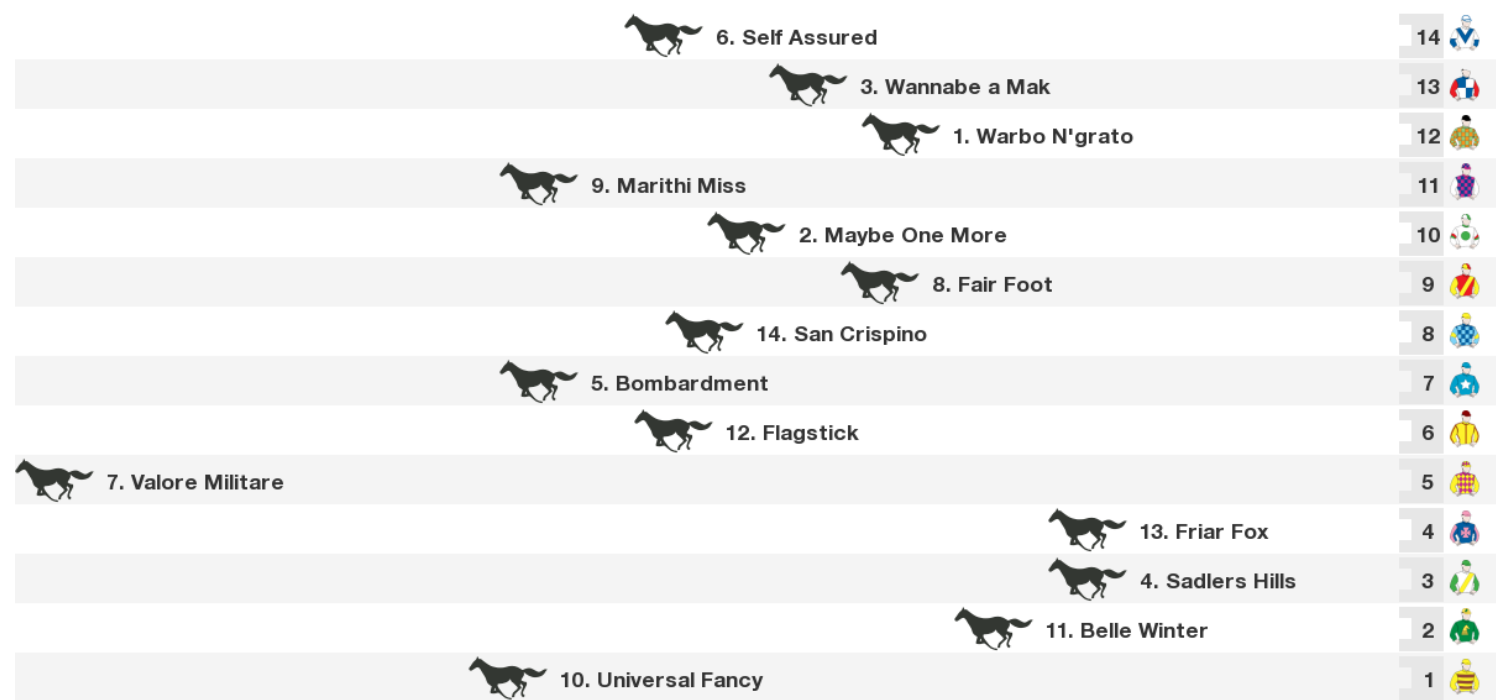 6. Self Assured 14
3. Wannabe a Mak 13
1. Warbo N'grato 12
9. Marithi Miss 11
2. Maybe One More 10
8. Fair Foot 9
14. San Crispino 8
5. Bombardment 7
12. Flagstick 6
7. Valore Militare 5
13. Friar Fox 4
4. Sadlers Hills 3
11. Belle Winter 2
10. Universal Fancy 1